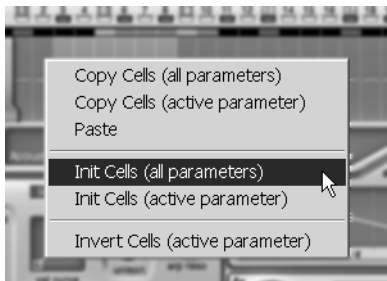 Copy Cells (all parameters)
Copy Cells (active parameter)
Paste
Init Cells (all parameters)
Init Cells (active parameter)
Invert Cells (active parameter)